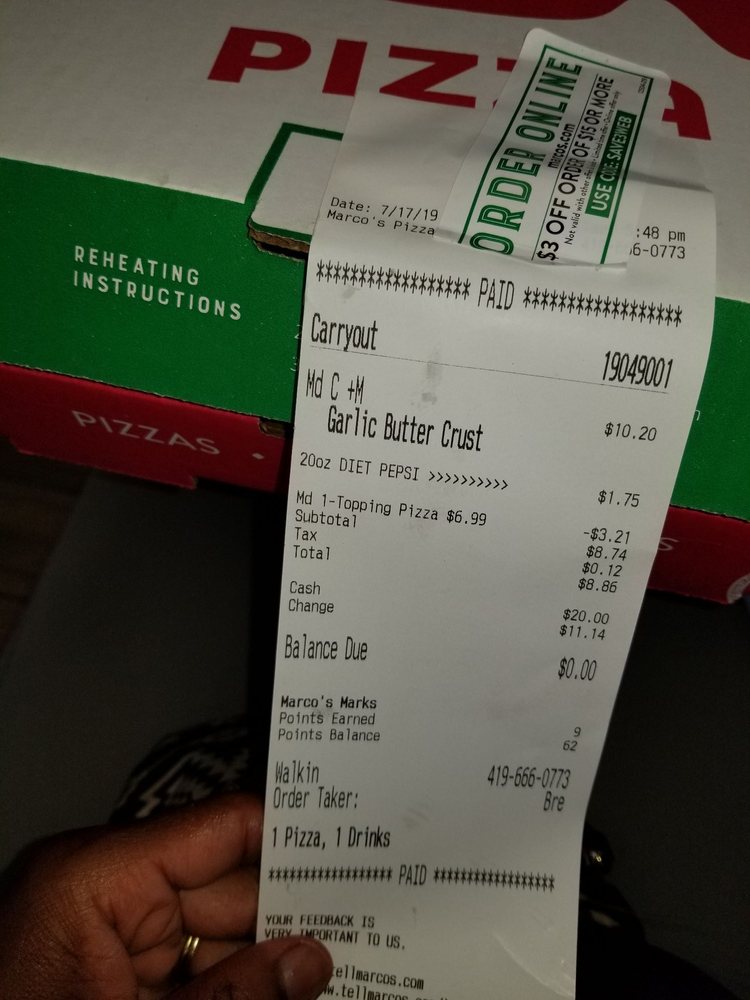 PIZZA
ORDER ONLINE
marcos.com
$3 OFF ORDER OF $15 OR MORE
USE CODE: SAVE3WEB
REHEATING
INSTRUCTIONS
PIZZAS •
Date: 7/17/19 :48 pm
Marco's Pizza 6-0773
***************** PAID *****************
Carryout 19049001
Md C +M $10.20
Garlic Butter Crust
20oz DIET PEPSI >>>>>>>>>> $1.75
Md 1-Topping Pizza $6.99 -$3.21
Subtotal $8.74
Tax $0.12
Total $8.86
Cash $20.00
Change $11.14
Balance Due $0.00
Marco's Marks
Points Earned 9
Points Balance 62
Walkin 419-666-0773
Order Taker: Bre
1 Pizza, 1 Drinks
***************** PAID *****************
YOUR FEEDBACK IS
VERY IMPORTANT TO US.
tellmarcos.com
w.tellmarcos.com